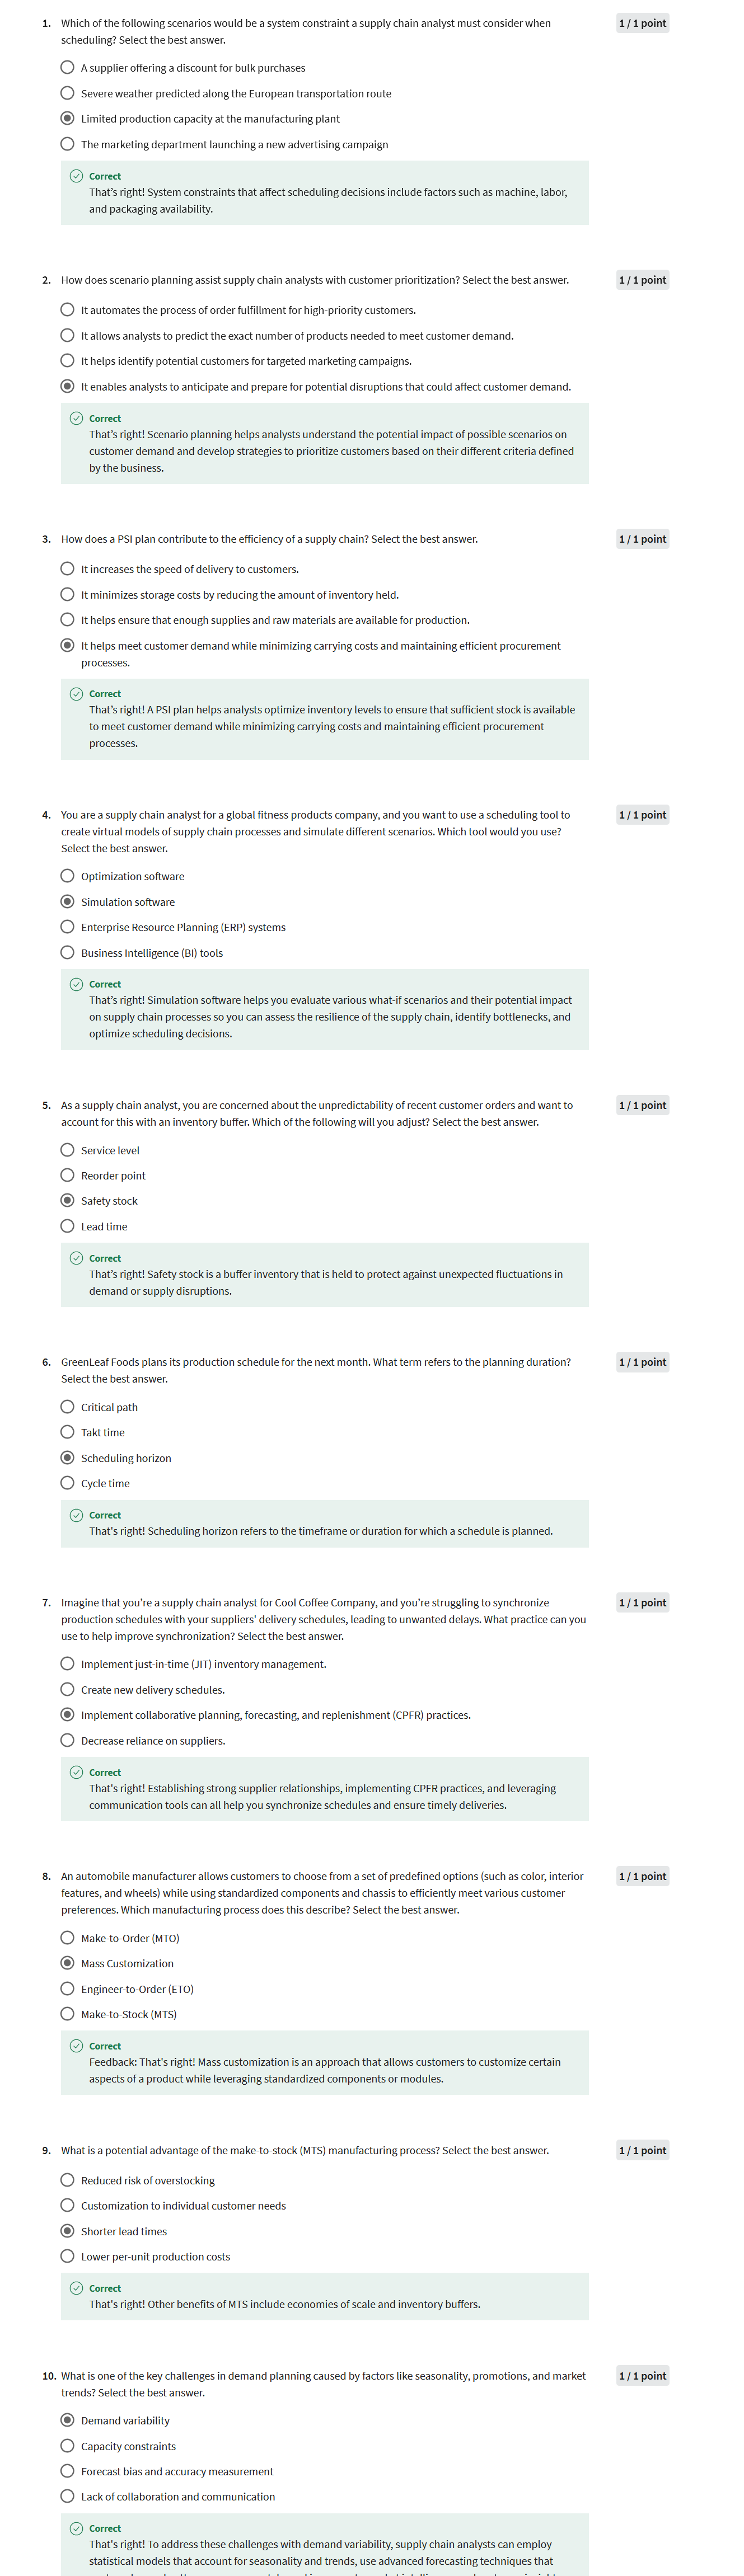 1. Which of the following scenarios would be a system constraint a supply chain analyst must consider when
scheduling? Select the best answer.
1 / 1 point
A supplier offering a discount for bulk purchases
Severe weather predicted along the European transportation route
Limited production capacity at the manufacturing plant
The marketing department launching a new advertising campaign
Correct
That's right! System constraints that affect scheduling decisions include factors such as machine, labor,
and packaging availability.
2. How does scenario planning assist supply chain analysts with customer prioritization? Select the best answer.
1 / 1 point
It automates the process of order fulfillment for high-priority customers.
It allows analysts to predict the exact number of products needed to meet customer demand.
It helps identify potential customers for targeted marketing campaigns.
It enables analysts to anticipate and prepare for potential disruptions that could affect customer demand.
Correct
That's right! Scenario planning helps analysts understand the potential impact of possible scenarios on
customer demand and develop strategies to prioritize customers based on their different criteria defined
by the business.
3. How does a PSI plan contribute to the efficiency of a supply chain? Select the best answer.
1 / 1 point
It increases the speed of delivery to customers.
It minimizes storage costs by reducing the amount of inventory held.
It helps ensure that enough supplies and raw materials are available for production.
It helps meet customer demand while minimizing carrying costs and maintaining efficient procurement
processes.
Correct
That's right! A PSI plan helps analysts optimize inventory levels to ensure that sufficient stock is available
to meet customer demand while minimizing carrying costs and maintaining efficient procurement
processes.
4. You are a supply chain analyst for a global fitness products company, and you want to use a scheduling tool to
create virtual models of supply chain processes and simulate different scenarios. Which tool would you use?
Select the best answer.
1 / 1 point
Optimization software
Simulation software
Enterprise Resource Planning (ERP) systems
Business Intelligence (BI) tools
Correct
That's right! Simulation software helps you evaluate various what-if scenarios and their potential impact
on supply chain processes so you can assess the resilience of the supply chain, identify bottlenecks, and
optimize scheduling decisions.
5. As a supply chain analyst, you are concerned about the unpredictability of recent customer orders and want to
account for this with an inventory buffer. Which of the following will you adjust? Select the best answer.
1 / 1 point
Service level
Reorder point
Safety stock
Lead time
Correct
That's right! Safety stock is a buffer inventory that is held to protect against unexpected fluctuations in
demand or supply disruptions.
6. GreenLeaf Foods plans its production schedule for the next month. What term refers to the planning duration?
Select the best answer.
1 / 1 point
Critical path
Takt time
Scheduling horizon
Cycle time
Correct
That's right! Scheduling horizon refers to the timeframe or duration for which a schedule is planned.
7. Imagine that you're a supply chain analyst for Cool Coffee Company, and you're struggling to synchronize
production schedules with your suppliers' delivery schedules, leading to unwanted delays. What practice can you
use to help improve synchronization? Select the best answer.
1 / 1 point
Implement just-in-time (JIT) inventory management.
Create new delivery schedules.
Implement collaborative planning, forecasting, and replenishment (CPFR) practices.
Decrease reliance on suppliers.
Correct
That's right! Establishing strong supplier relationships, implementing CPFR practices, and leveraging
communication tools can all help you synchronize schedules and ensure timely deliveries.
8. An automobile manufacturer allows customers to choose from a set of predefined options (such as color, interior
features, and wheels) while using standardized components and chassis to efficiently meet various customer
preferences. Which manufacturing process does this describe? Select the best answer.
1 / 1 point
Make-to-Order (MTO)
Mass Customization
Engineer-to-Order (ETO)
Make-to-Stock (MTS)
Correct
Feedback: That's right! Mass customization is an approach that allows customers to customize certain
aspects of a product while leveraging standardized components or modules.
9. What is a potential advantage of the make-to-stock (MTS) manufacturing process? Select the best answer.
1 / 1 point
Reduced risk of overstocking
Customization to individual customer needs
Shorter lead times
Lower per-unit production costs
Correct
That's right! Other benefits of MTS include economies of scale and inventory buffers.
10. What is one of the key challenges in demand planning caused by factors like seasonality, promotions, and market
trends? Select the best answer.
1 / 1 point
Demand variability
Capacity constraints
Forecast bias and accuracy measurement
Lack of collaboration and communication
Correct
That's right! To address these challenges with demand variability, supply chain analysts can employ
statistical models that account for seasonality and trends, use advanced forecasting techniques that